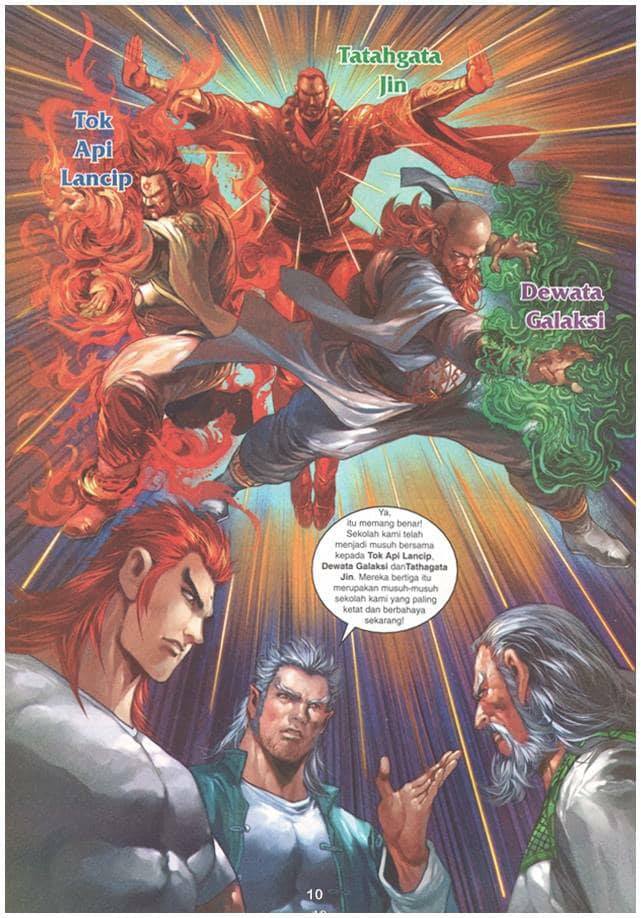 Tatahgata
Jin
Tok
Api
Lancip
Dewata
Galaksi
Ya,
itu memang benar!
Sekolah kami telah
menjadi musuh bersama
kepada Tok Api Lancip,
Dewata Galaksi danTathagata
Jin. Mereka bertiga itu
merupakan musuh-musuh
sekolah kami yang paling
ketat dan berbahaya
sekarang!
10